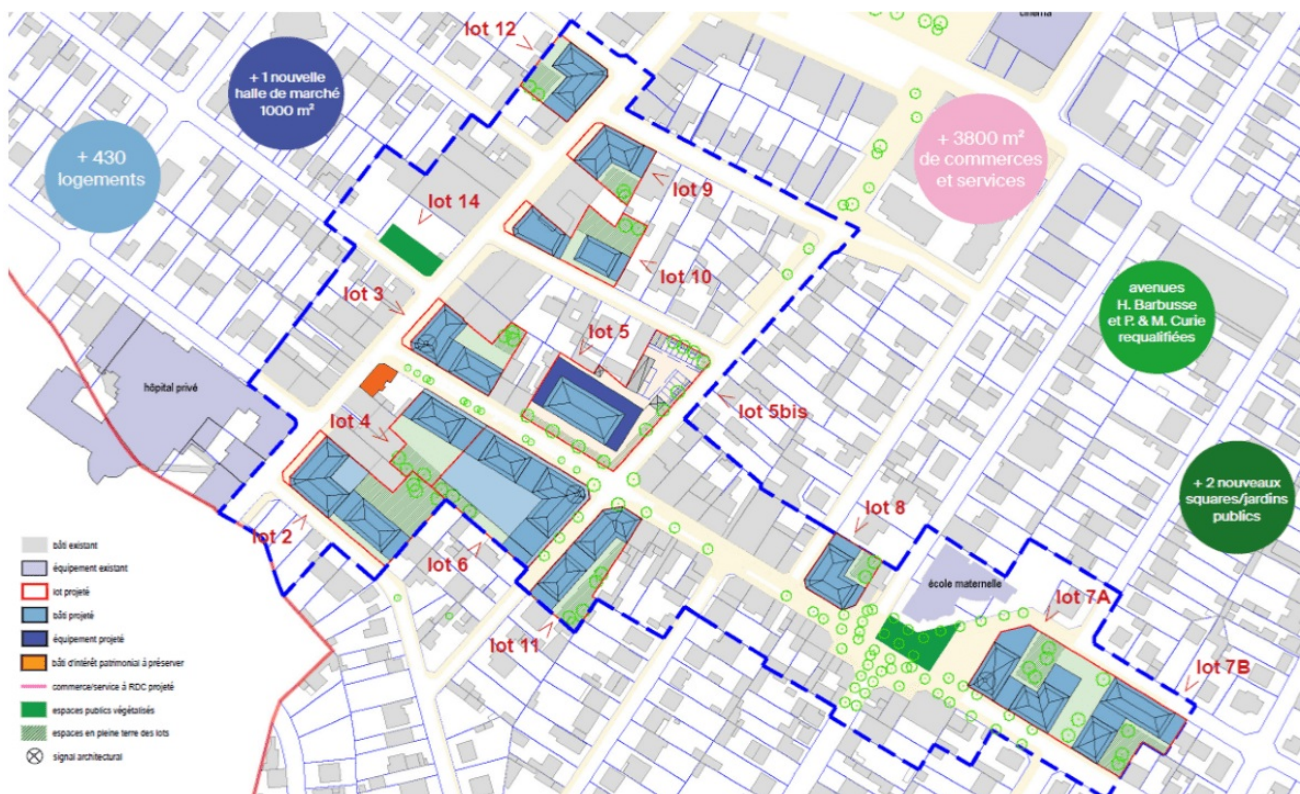 cinéma
lot 12
+ 1 nouvelle
halle de marché
1000 m²
+ 430
logements
+ 3800 m²
de commerces
et services
lot 9
lot 14
lot 10
lot 3
lot 5
avenues
H. Barbusse
et P. & M. Curie
requalifiées
hôpital privé
lot 4
lot 5bis
+ 2 nouveaux
squares/jardins
publics
lot 2
lot 6
lot 8
école maternelle
lot 7A
lot 11
lot 7B
bâti existant
équipement existant
lot projeté
bâti projeté
équipement projeté
bâti d'intérêt patrimonial à préserver
commerce/service à RDC projeté
espaces publics végétalisés
espaces en pleine terre des lots
signal architectural